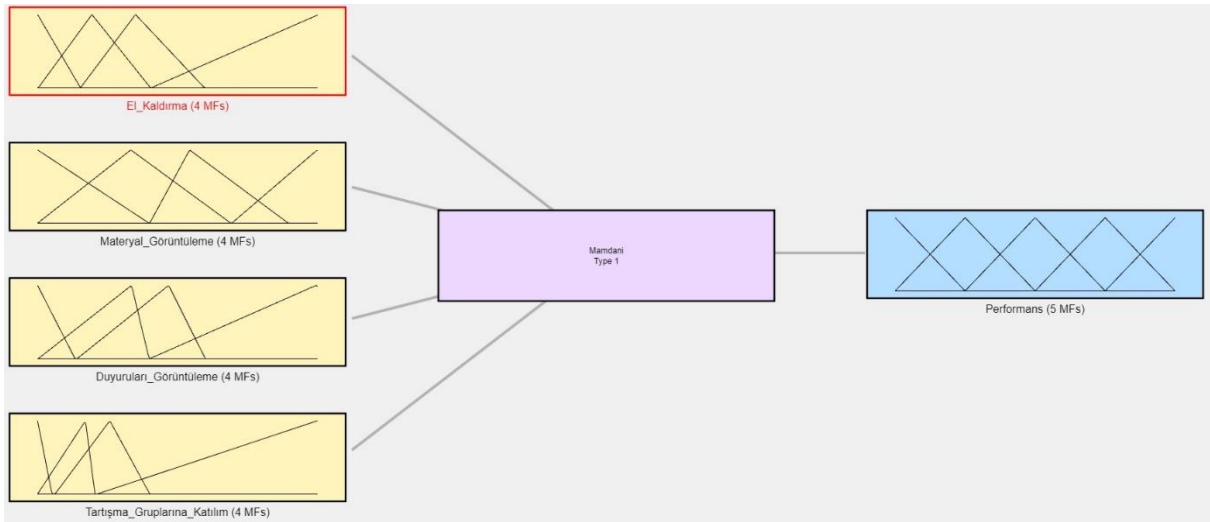 El_Kaldırma (4 MFs)
Materyal_Görüntüleme (4 MFs)
Duyuruları_Görüntüleme (4 MFs)
Tartışma_Gruplarına_Katılım (4 MFs)
Mamdani
Type 1
Performans (5 MFs)